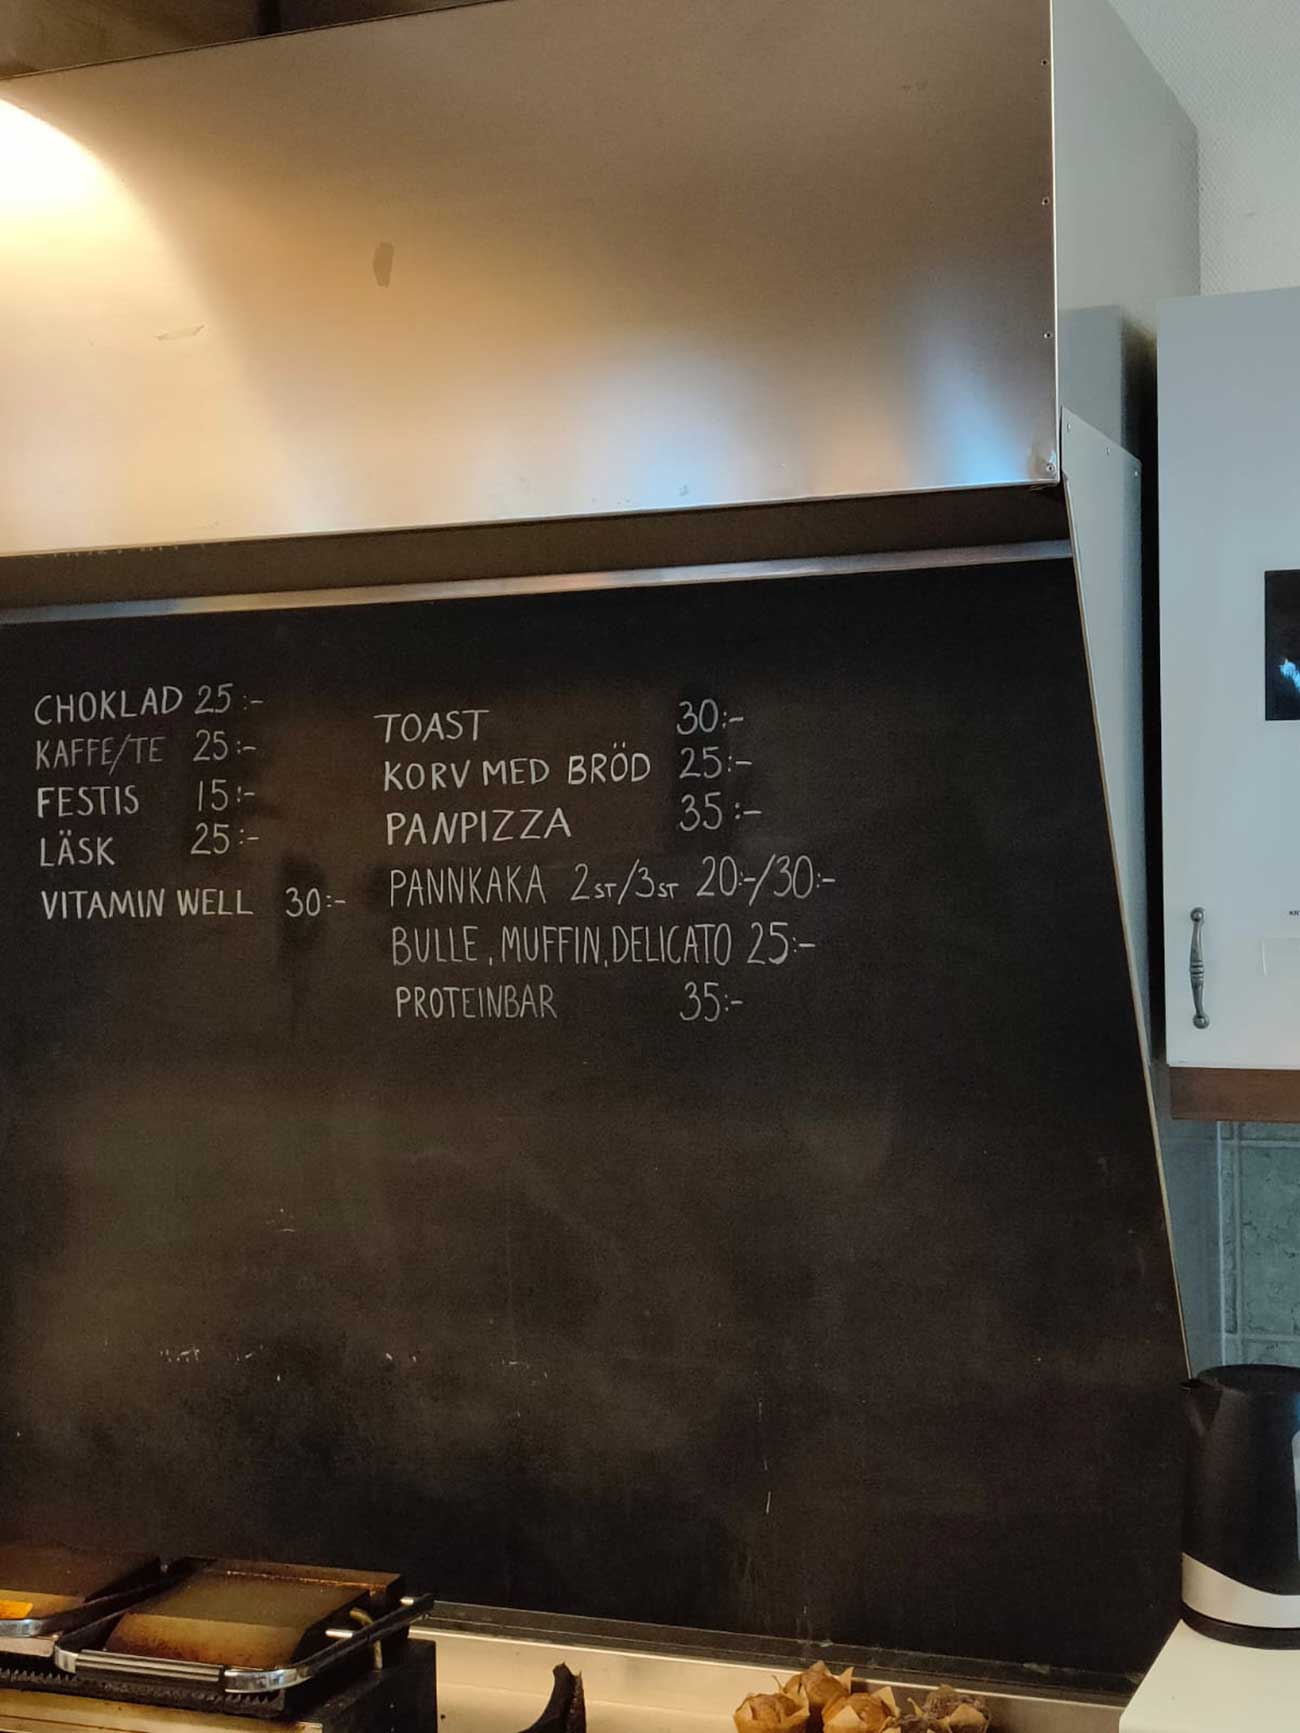 CHOKLAD 25:-
KAFFE/TE 25:-
FESTIS 15:-
LÄSK 25:-
VITAMIN WELL 30:-
TOAST 30:-
KORV MED BRÖD 25:-
PANPIZZA 35:-
PANNKAKA 2ST/3ST 20:-/30:-
BULLE, MUFFIN, DELICATO 25:-
PROTEINBAR 35:-